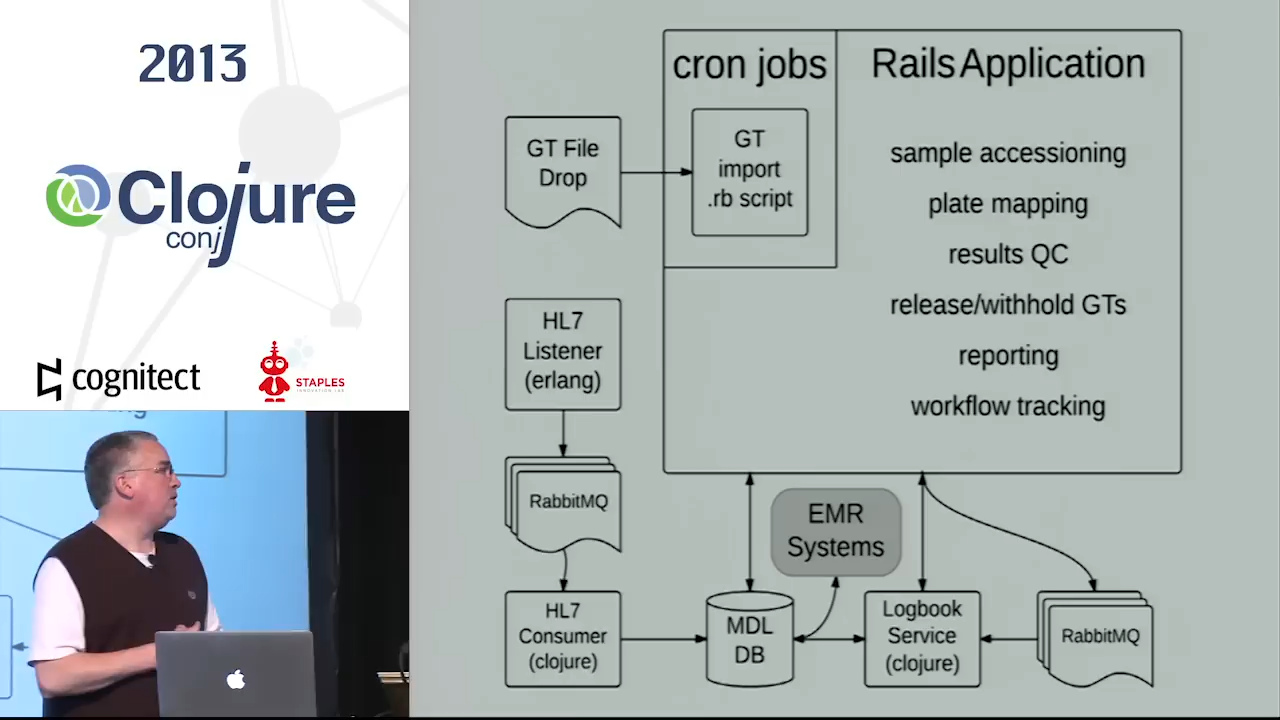 2013
Clojure
conj
cognitect
STAPLES
INNOVATION LAB
cron jobs
Rails Application
GT File
Drop
GT
import
.rb script
sample accessioning
plate mapping
results QC
release/withhold GTs
reporting
workflow tracking
HL7
Listener
(erlang)
RabbitMQ
EMR
Systems
HL7
Consumer
(clojure)
MDL
DB
Logbook
Service
(clojure)
RabbitMQ